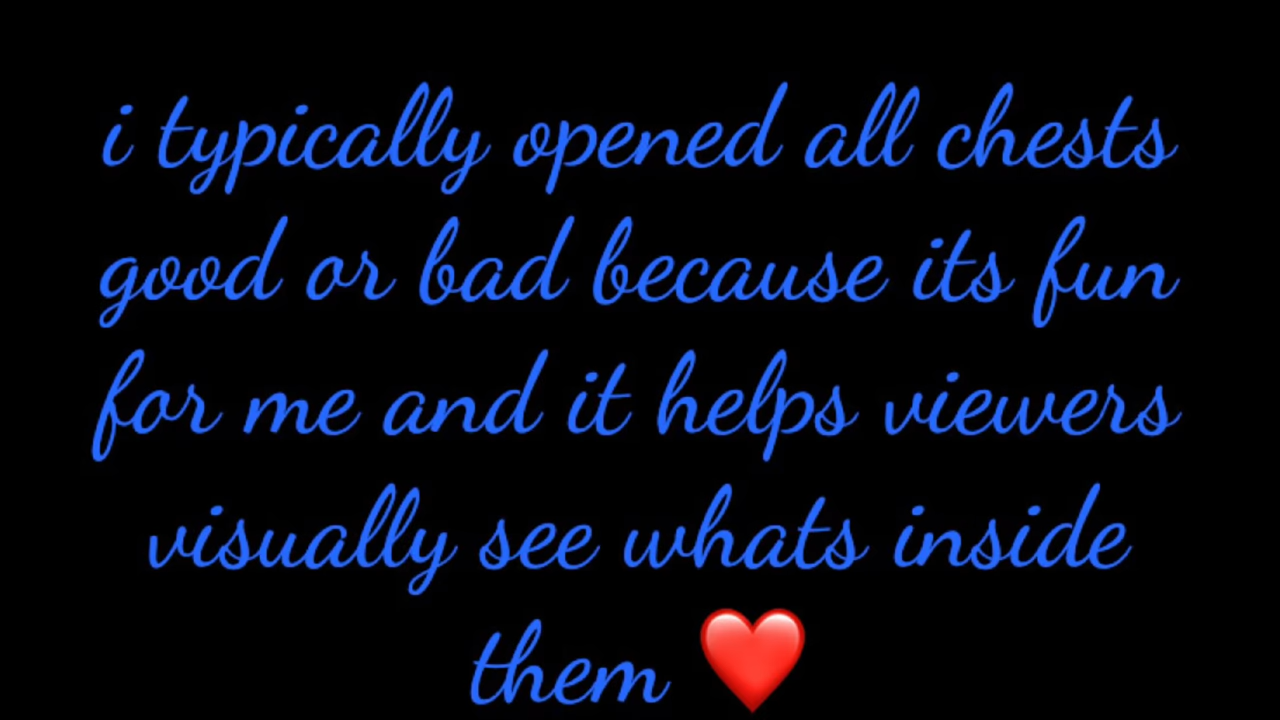 i typically opened all chests
good or bad because its fun
for me and it helps viewers
visually see whats inside
them ❤️